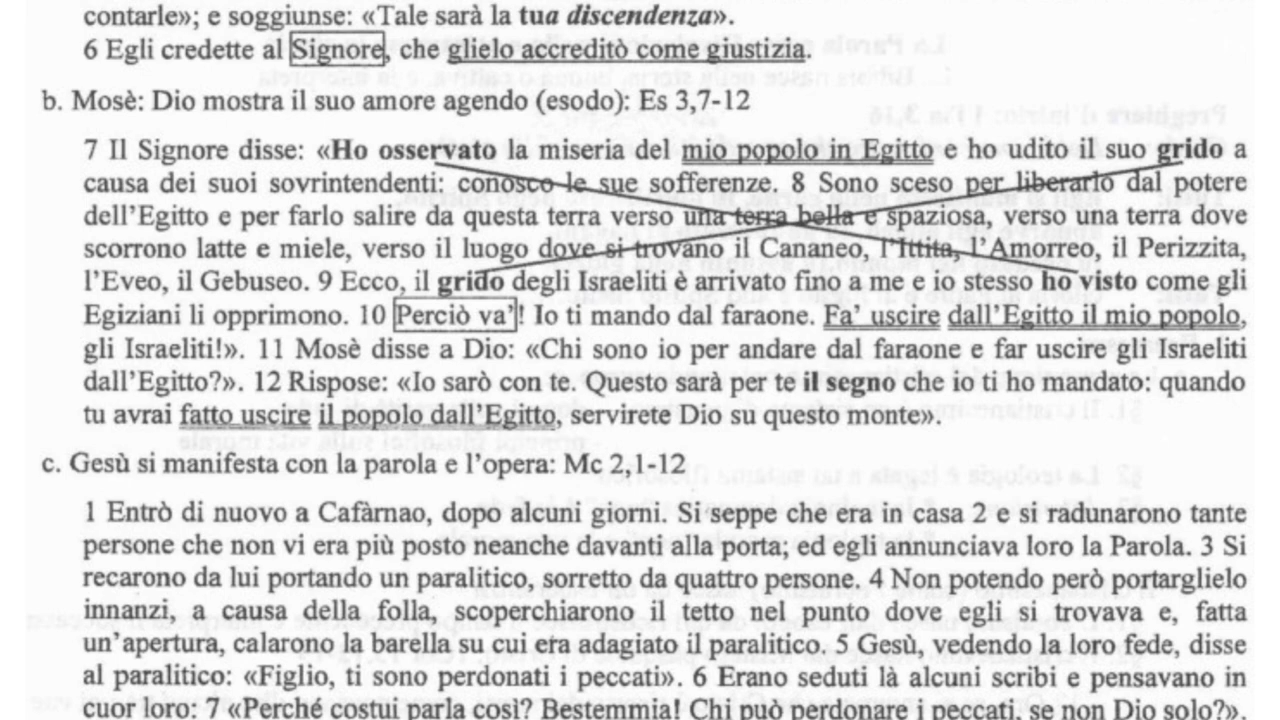 contarle»; e soggiunse: «Tale sarà la tua discendenza».
6 Egli credette al Signore, che glielo accreditò come giustizia.
b. Mosè: Dio mostra il suo amore agendo (esodo): Es 3,7-12
7 Il Signore disse: «Ho osservato la miseria del mio popolo in Egitto e ho udito il suo grido a
causa dei suoi sovrintendenti: conosco le sue sofferenze. 8 Sono sceso per liberarlo dal potere
dell'Egitto e per farlo salire da questa terra verso una terra bella e spaziosa, verso una terra dove
scorrono latte e miele, verso il luogo dove si trovano il Cananeo, l'Ittita, l'Amorreo, il Perizzita,
l'Eveo, il Gebuseo. 9 Ecco, il grido degli Israeliti è arrivato fino a me e io stesso ho visto come gli
Egiziani li opprimono. 10 Perciò va'! Io ti mando dal faraone. Fa' uscire dall'Egitto il mio popolo,
gli Israeliti!». 11 Mosè disse a Dio: «Chi sono io per andare dal faraone e far uscire gli Israeliti
dall'Egitto?». 12 Rispose: «Io sarò con te. Questo sarà per te il segno che io ti ho mandato: quando
tu avrai fatto uscire il popolo dall'Egitto, servirete Dio su questo monte».
c. Gesù si manifesta con la parola e l'opera: Mc 2,1-12
1 Entrò di nuovo a Cafàrnao, dopo alcuni giorni. Si seppe che era in casa 2 e si radunarono tante
persone che non vi era più posto neanche davanti alla porta; ed egli annunciava loro la Parola. 3 Si
recarono da lui portando un paralitico, sorretto da quattro persone. 4 Non potendo però portarglielo
innanzi, a causa della folla, scoperchiarono il tetto nel punto dove egli si trovava e, fatta
un'apertura, calarono la barella su cui era adagiato il paralitico. 5 Gesù, vedendo la loro fede, disse
al paralitico: «Figlio, ti sono perdonati i peccati». 6 Erano seduti là alcuni scribi e pensavano in
cuor loro: 7 «Perché costui parla così? Bestemmia! Chi può perdonare i peccati, se non Dio solo?».